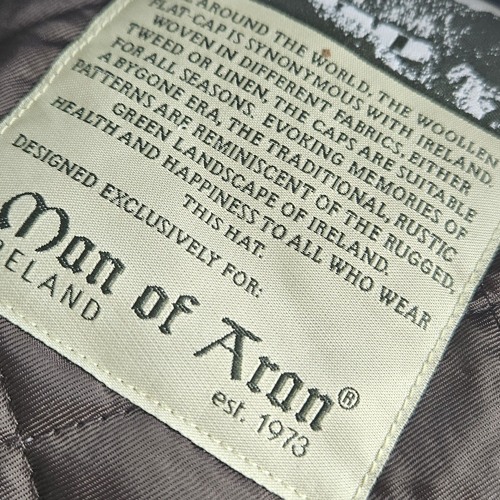 AROUND THE WORLD, THE WOOLLEN
FLAT-CAP IS SYNONYMOUS WITH IRELAND
WOVEN IN DIFFERENT FABRICS, EITHER
TWEED OR LINEN, THE CAPS ARE SUITABLE
FOR ALL SEASONS. EVOKING MEMORIES OF
A BYGONE ERA, THE TRADITIONAL, RUSTIC
PATTERNS ARE REMINISCENT OF THE RUGGED,
GREEN LANDSCAPE OF IRELAND.
HEALTH AND HAPPINESS TO ALL WHO WEAR
THIS HAT.
DESIGNED EXCLUSIVELY FOR:
Man of Aran®
IRELAND
est. 1973